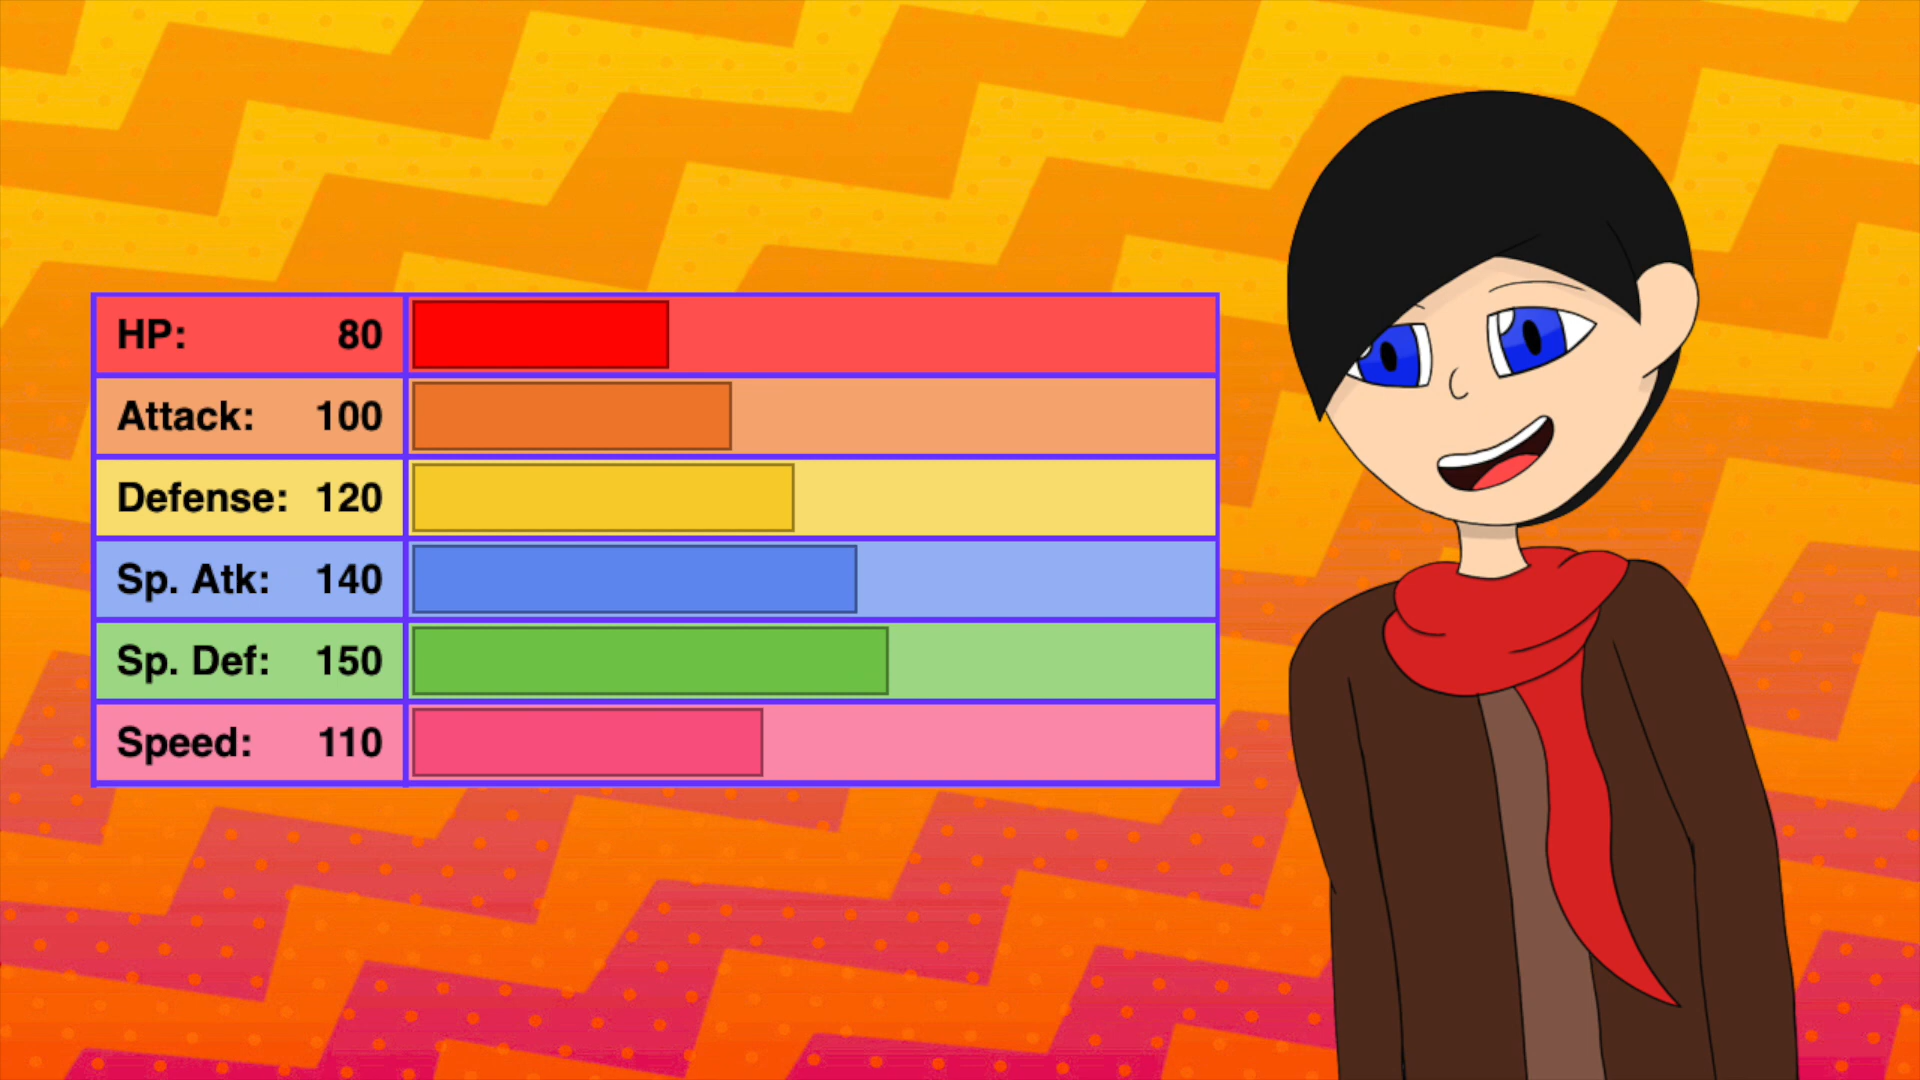 HP: 80
Attack: 100
Defense: 120
Sp. Atk: 140
Sp. Def: 150
Speed: 110